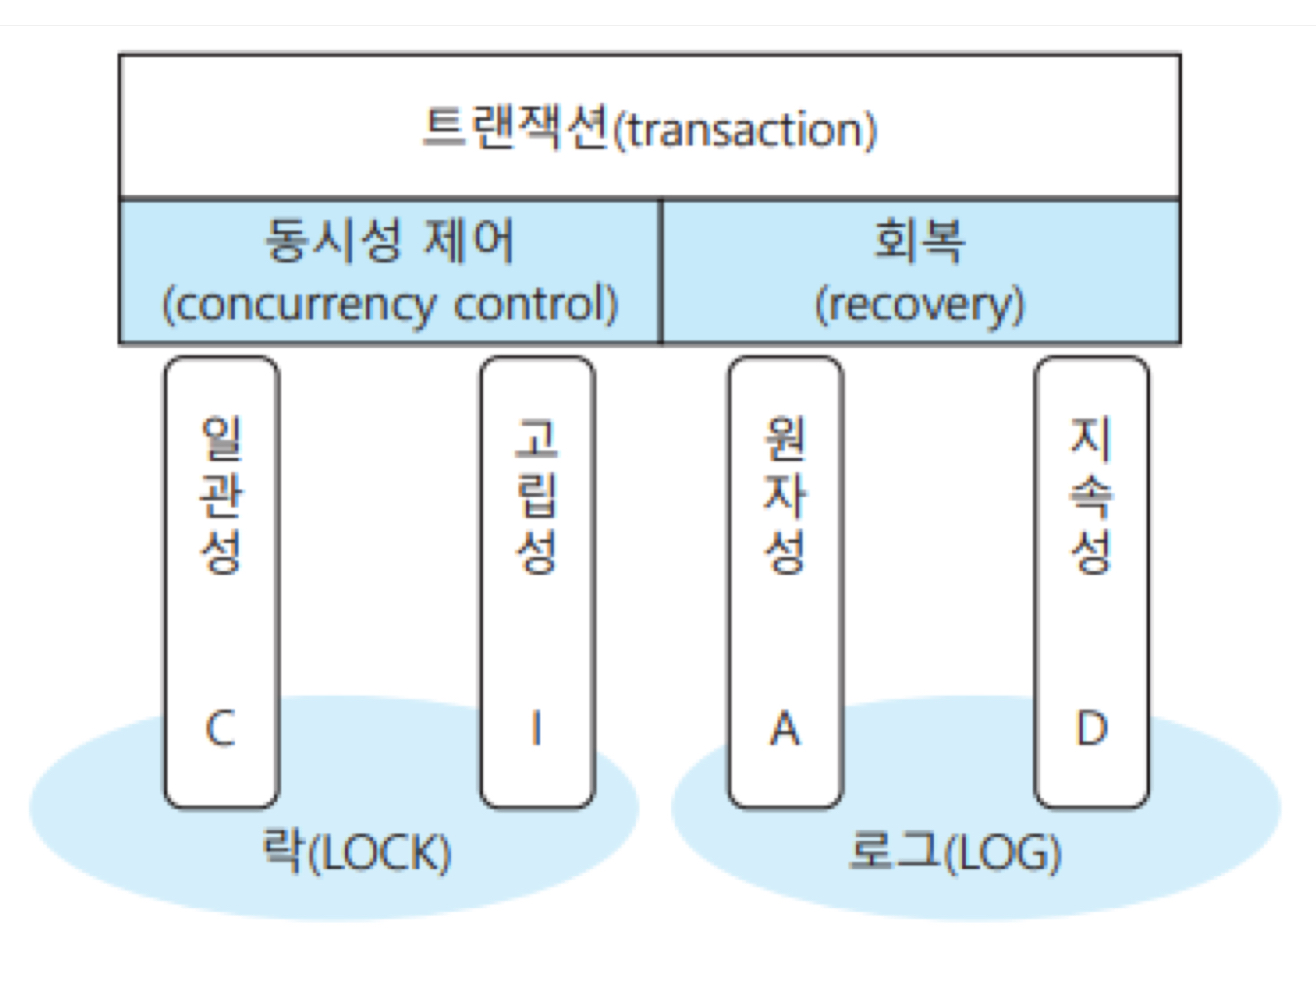 트랜잭션(transaction)
동시성 제어
(concurrency control)
회복
(recovery)
일관성
C
고립성
I
원자성
A
지속성
D
락(LOCK)
로그(LOG)